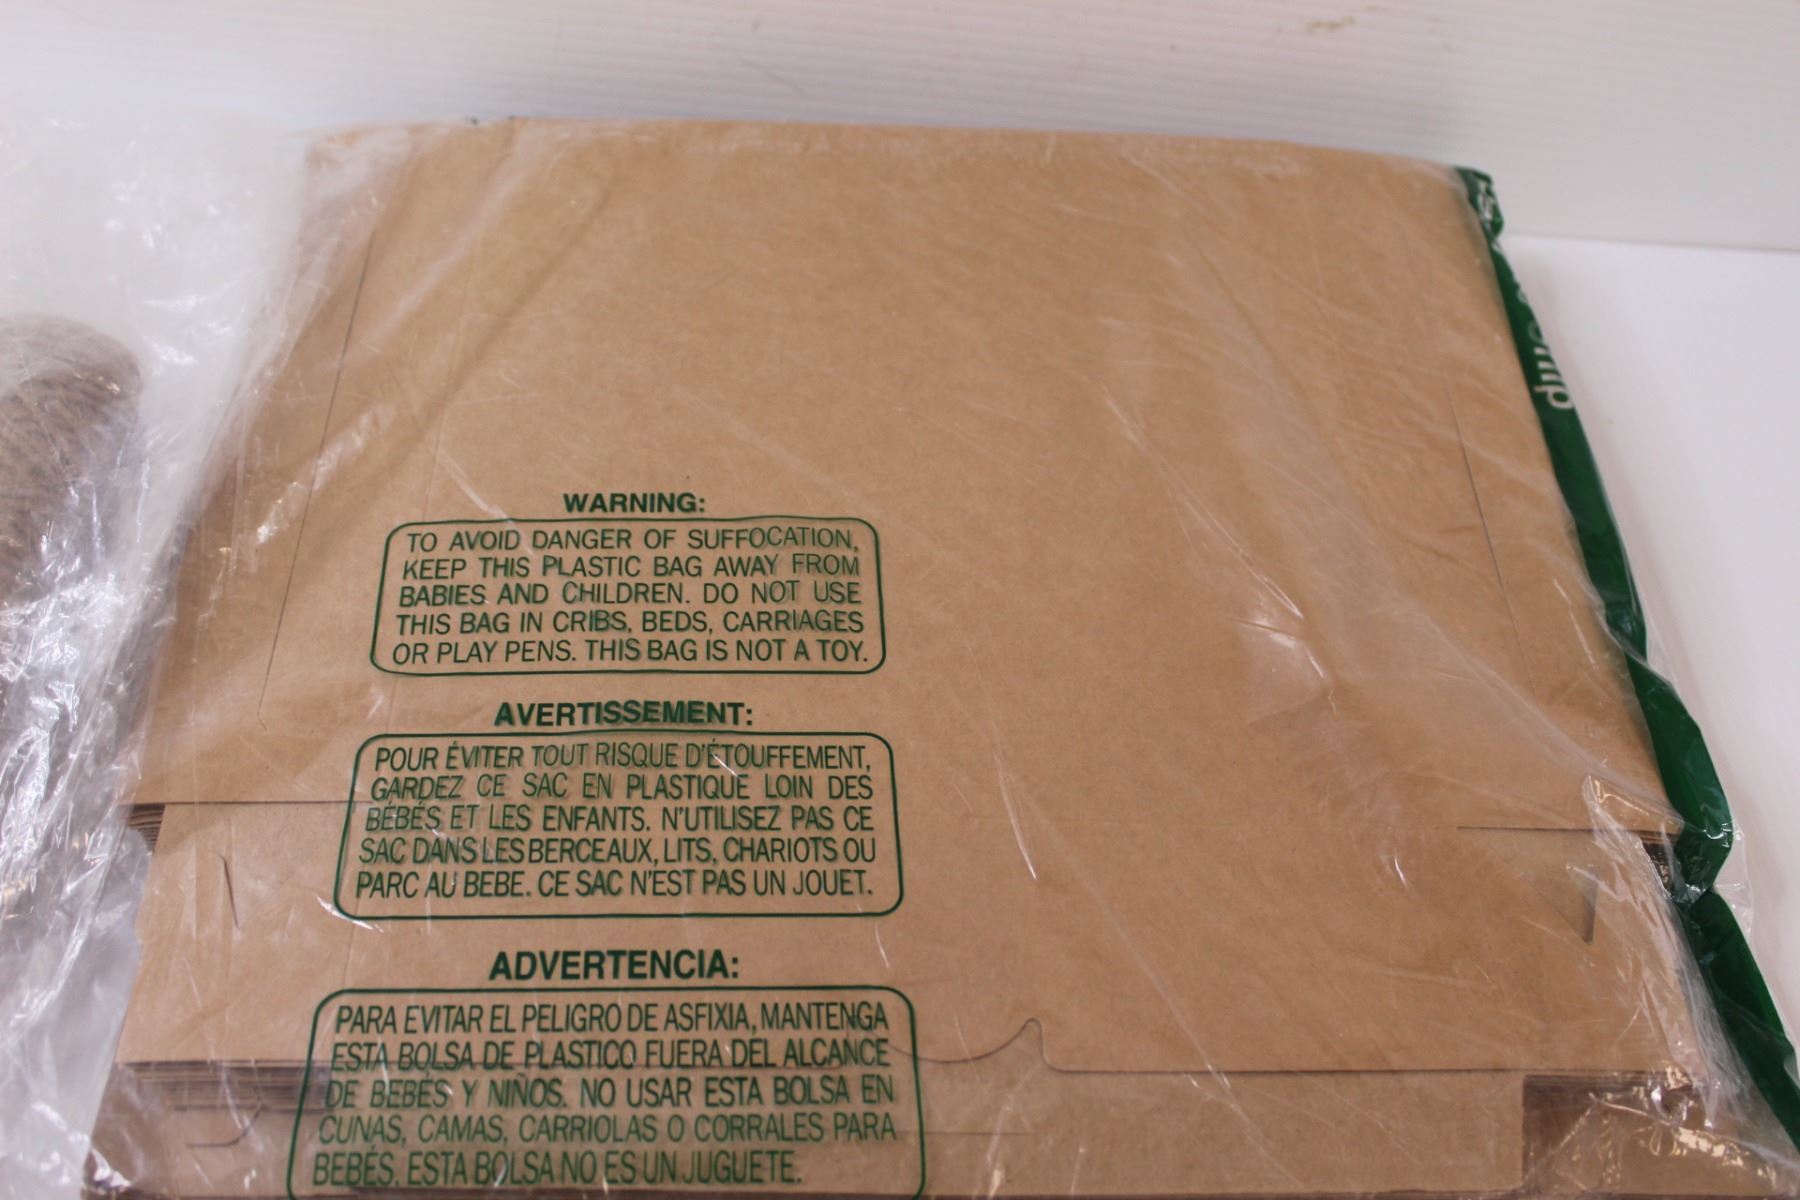 WARNING:
TO AVOID DANGER OF SUFFOCATION,
KEEP THIS PLASTIC BAG AWAY FROM
BABIES AND CHILDREN. DO NOT USE
THIS BAG IN CRIBS, BEDS, CARRIAGES
OR PLAY PENS. THIS BAG IS NOT A TOY.
AVERTISSEMENT:
POUR ÉVITER TOUT RISQUE D'ÉTOUFFEMENT,
GARDEZ CE SAC EN PLASTIQUE LOIN DES
BÉBÉS ET LES ENFANTS. N'UTILISEZ PAS CE
SAC DANS LES BERCEAUX, LITS, CHARIOTS OU
PARC AU BEBE. CE SAC N'EST PAS UN JOUET.
ADVERTENCIA:
PARA EVITAR EL PELIGRO DE ASFIXIA, MANTENGA
ESTA BOLSA DE PLASTICO FUERA DEL ALCANCE
DE BEBÉS Y NIÑOS. NO USAR ESTA BOLSA EN
CUNAS, CAMAS, CARRIOLAS O CORRALES PARA
BEBÉS. ESTA BOLSA NO ES UN JUGUETE.